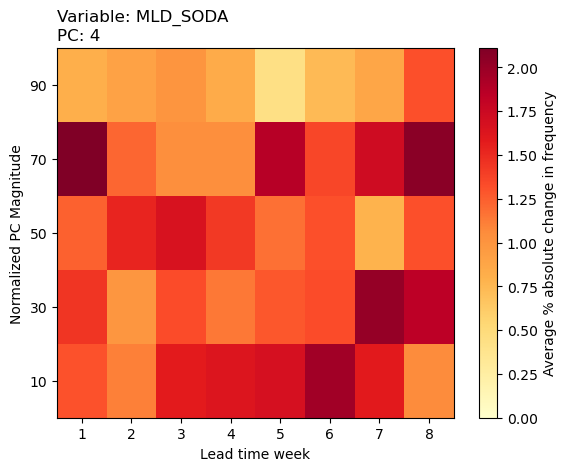 Variable: MLD_SODA
PC: 4
90
70
50
30
10
Normalized PC Magnitude
1 2 3 4 5 6 7 8
Lead time week
2.00
1.75
1.50
1.25
1.00
0.75
0.50
0.25
0.00
Average % absolute change in frequency